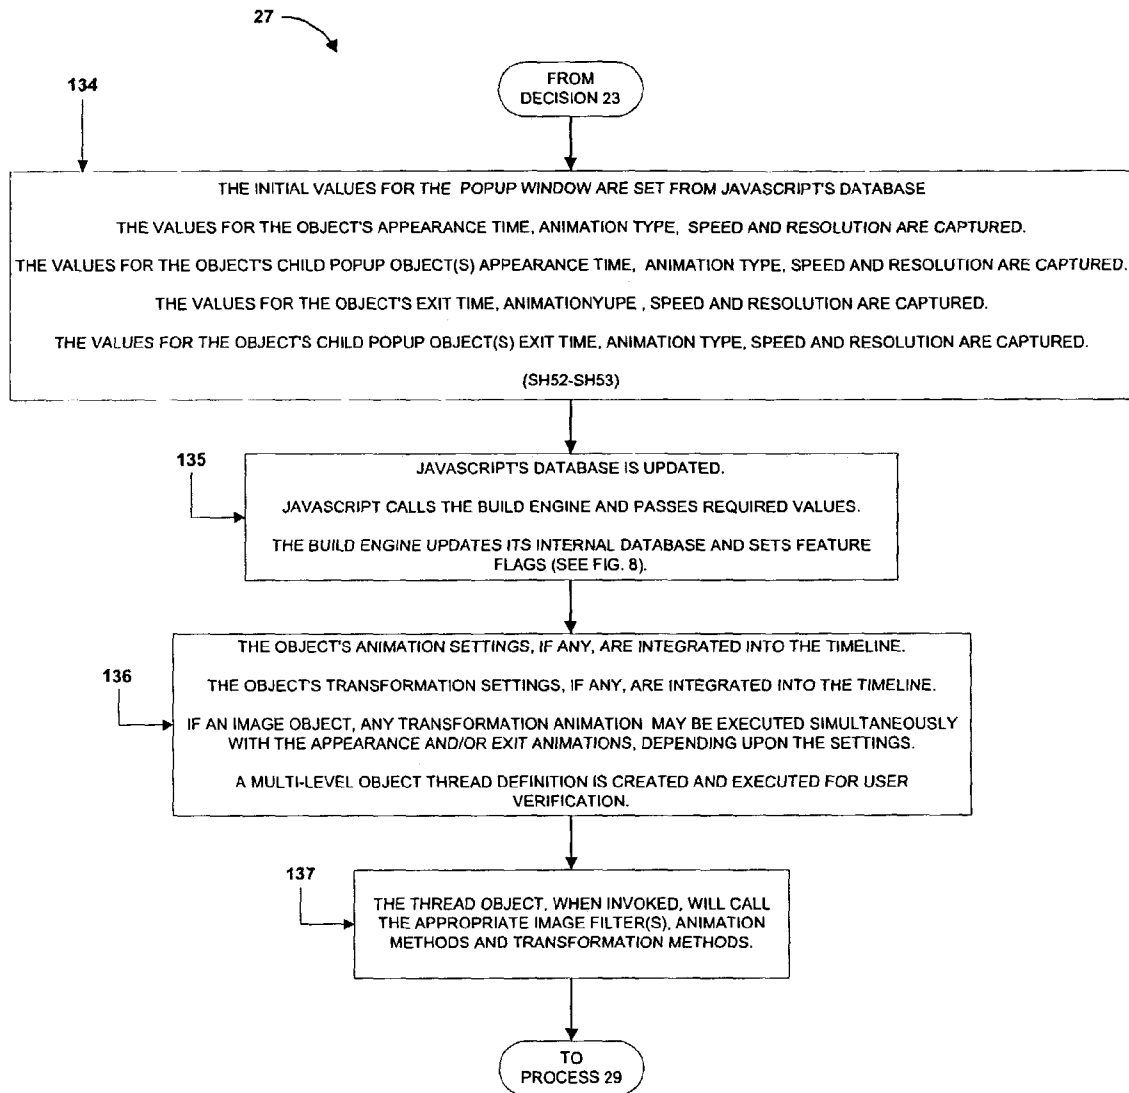 27
FROM
DECISION 23
134
THE INITIAL VALUES FOR THE POPUP WINDOW ARE SET FROM JAVASCRIPT'S DATABASE
THE VALUES FOR THE OBJECT'S APPEARANCE TIME, ANIMATION TYPE, SPEED AND RESOLUTION ARE CAPTURED.
THE VALUES FOR THE OBJECT'S CHILD POPUP OBJECT(S) APPEARANCE TIME, ANIMATION TYPE, SPEED AND RESOLUTION ARE CAPTURED.
THE VALUES FOR THE OBJECT'S EXIT TIME, ANIMATIONYUPE , SPEED AND RESOLUTION ARE CAPTURED.
THE VALUES FOR THE OBJECT'S CHILD POPUP OBJECT(S) EXIT TIME, ANIMATION TYPE, SPEED AND RESOLUTION ARE CAPTURED.
(SH52-SH53)
135
JAVASCRIPT'S DATABASE IS UPDATED.
JAVASCRIPT CALLS THE BUILD ENGINE AND PASSES REQUIRED VALUES.
THE BUILD ENGINE UPDATES ITS INTERNAL DATABASE AND SETS FEATURE
FLAGS (SEE FIG. 8).
136
THE OBJECT'S ANIMATION SETTINGS, IF ANY, ARE INTEGRATED INTO THE TIMELINE.
THE OBJECT'S TRANSFORMATION SETTINGS, IF ANY, ARE INTEGRATED INTO THE TIMELINE.
IF AN IMAGE OBJECT, ANY TRANSFORMATION ANIMATION MAY BE EXECUTED SIMULTANEOUSLY
WITH THE APPEARANCE AND/OR EXIT ANIMATIONS, DEPENDING UPON THE SETTINGS.
A MULTI-LEVEL OBJECT THREAD DEFINITION IS CREATED AND EXECUTED FOR USER
VERIFICATION.
137
THE THREAD OBJECT, WHEN INVOKED, WILL CALL
THE APPROPRIATE IMAGE FILTER(S), ANIMATION
METHODS AND TRANSFORMATION METHODS.
TO
PROCESS 29